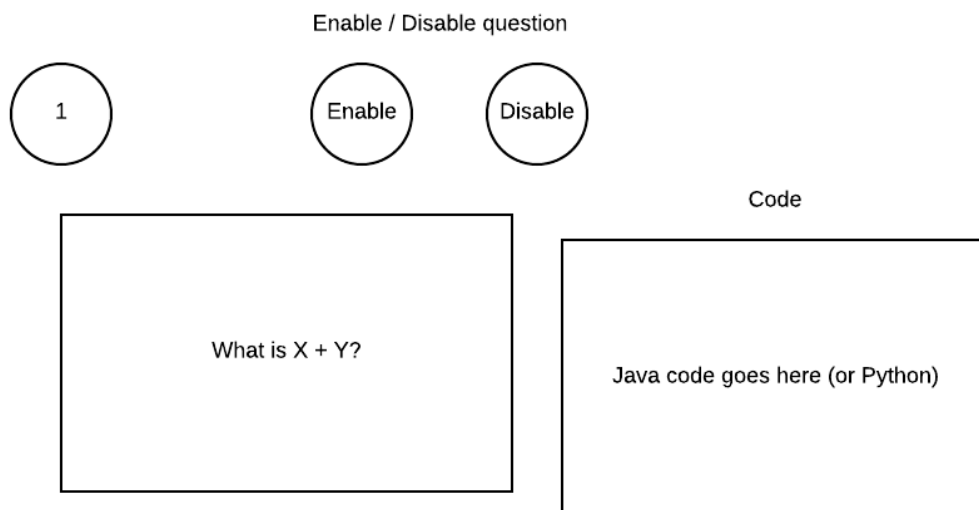 Enable / Disable question
1
Enable
Disable
Code
What is X + Y?
Java code goes here (or Python)